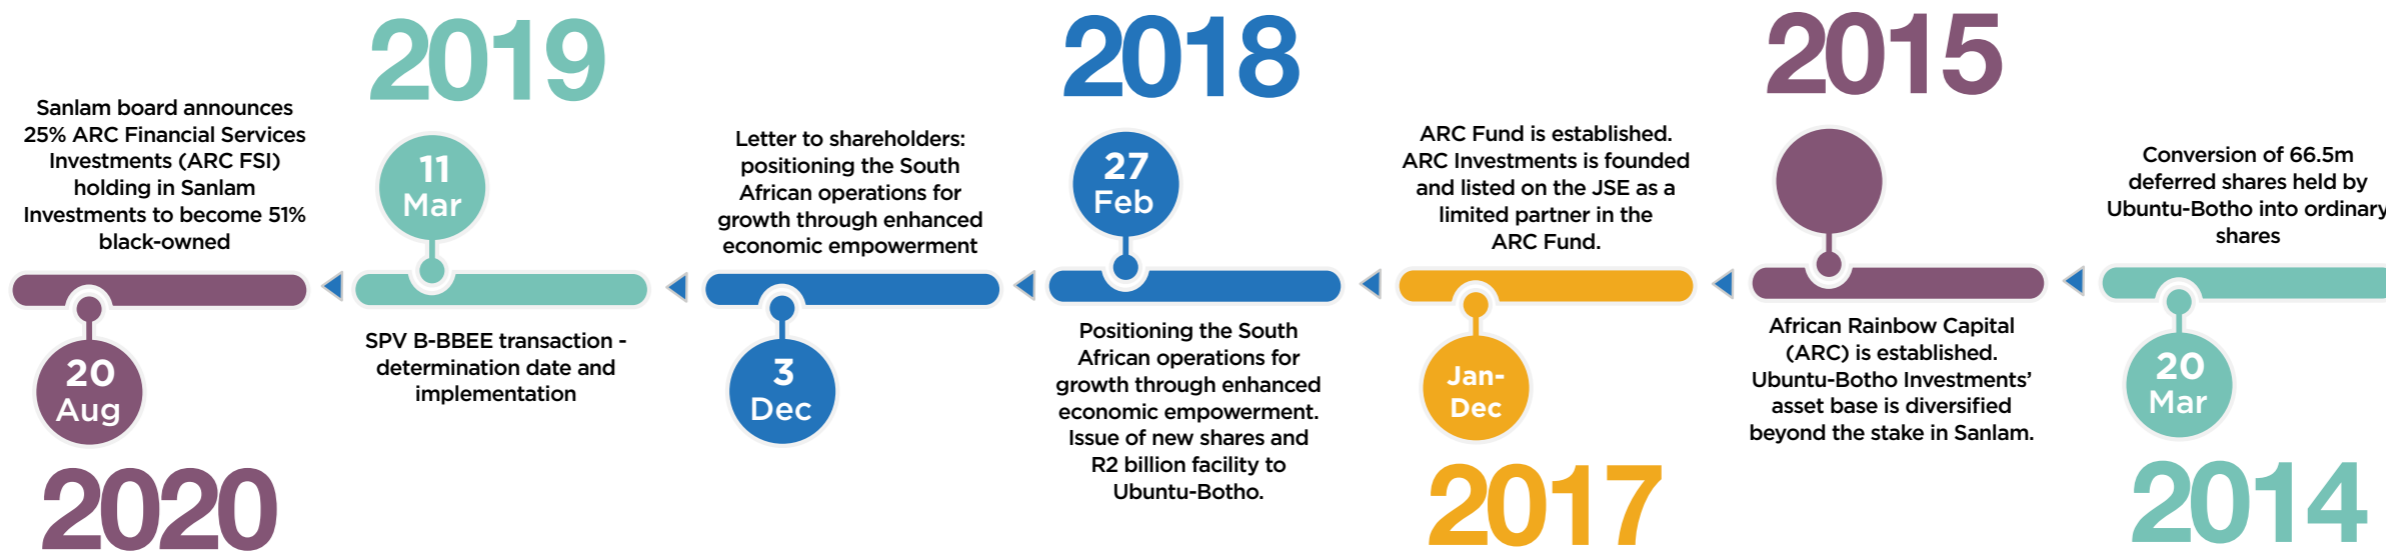 Sanlam board announces
25% ARC Financial Services
Investments (ARC FSI)
holding in Sanlam
Investments to become 51%
black-owned
20
Aug
2020
2019
11
Mar
SPV B-BBEE transaction -
determination date and
implementation
Letter to shareholders:
positioning the South
African operations for
growth through enhanced
economic empowerment
3
Dec
2018
27
Feb
Positioning the South
African operations for
growth through enhanced
economic empowerment.
Issue of new shares and
R2 billion facility to
Ubuntu-Botho.
ARC Fund is established.
ARC Investments is founded
and listed on the JSE as a
limited partner in the
ARC Fund.
Jan-
Dec
2017
2015
African Rainbow Capital
(ARC) is established.
Ubuntu-Botho Investments’
asset base is diversified
beyond the stake in Sanlam.
Conversion of 66.5m
deferred shares held by
Ubuntu-Botho into ordinary
shares
20
Mar
2014